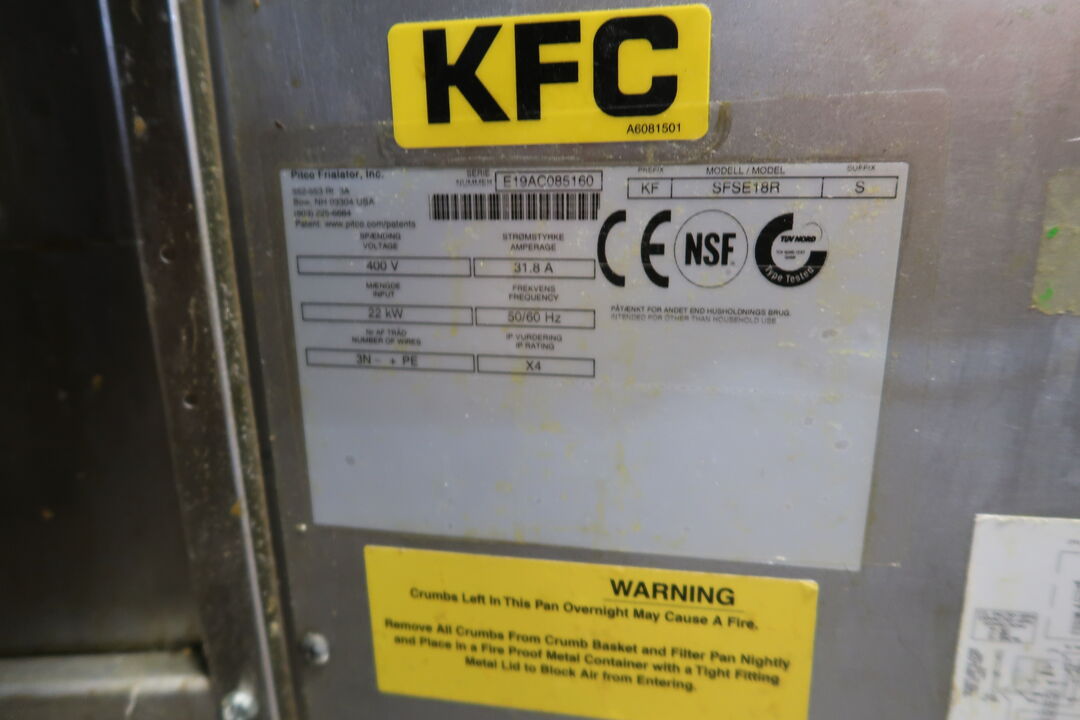 KFC
A6081501
Pitco Frialator, Inc.
552-553 Rt 3A
Bow, NH 03304 USA
(603) 225-6684
Patent: www.pitco.com/patents
SERIE
NUMMER
E19AC085160
PREFIX
MODELL / MODEL
SUFFIX
KF
SFSE18R
S
SPÆNDING
VOLTAGE
400 V
STRØMSTYRKE
AMPERAGE
31.8 A
MÆNGDE
INPUT
22 kW
FREKVENS
FREQUENCY
50/60 Hz
Nr AF TRÅD
NUMBER OF WIRES
3N ~ + PE
IP VURDERING
IP RATING
X4
CE
NSF
TÜV NORD
Type Tested
PÅTÆNKT FOR ANDET END HUSHOLDNINGS BRUG.
INTENDED FOR OTHER THAN HOUSEHOLD USE
WARNING
Crumbs Left In This Pan Overnight May Cause A Fire.
Remove All Crumbs From Crumb Basket and Filter Pan Nightly
and Place in a Fire Proof Metal Container with a Tight Fitting
Metal Lid to Block Air from Entering.